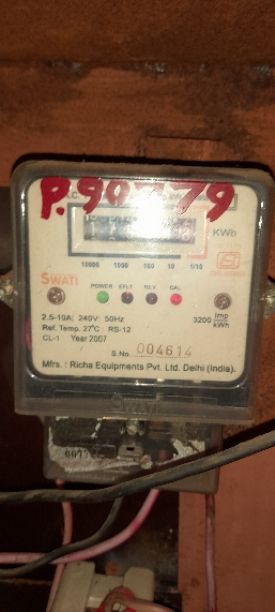 P.90779
KWh
10000 1000 100 10 1/10
SWATI
POWER E/FLT REV CAL
2.5-10A; 240V 50Hz
Ref. Temp. 27°C : RS-12
3200 imp/kWh
CL-1 Year 2007
S.No. 004614
Mfrs. : Richa Equipments Pvt. Ltd. Delhi (India).
SWATI